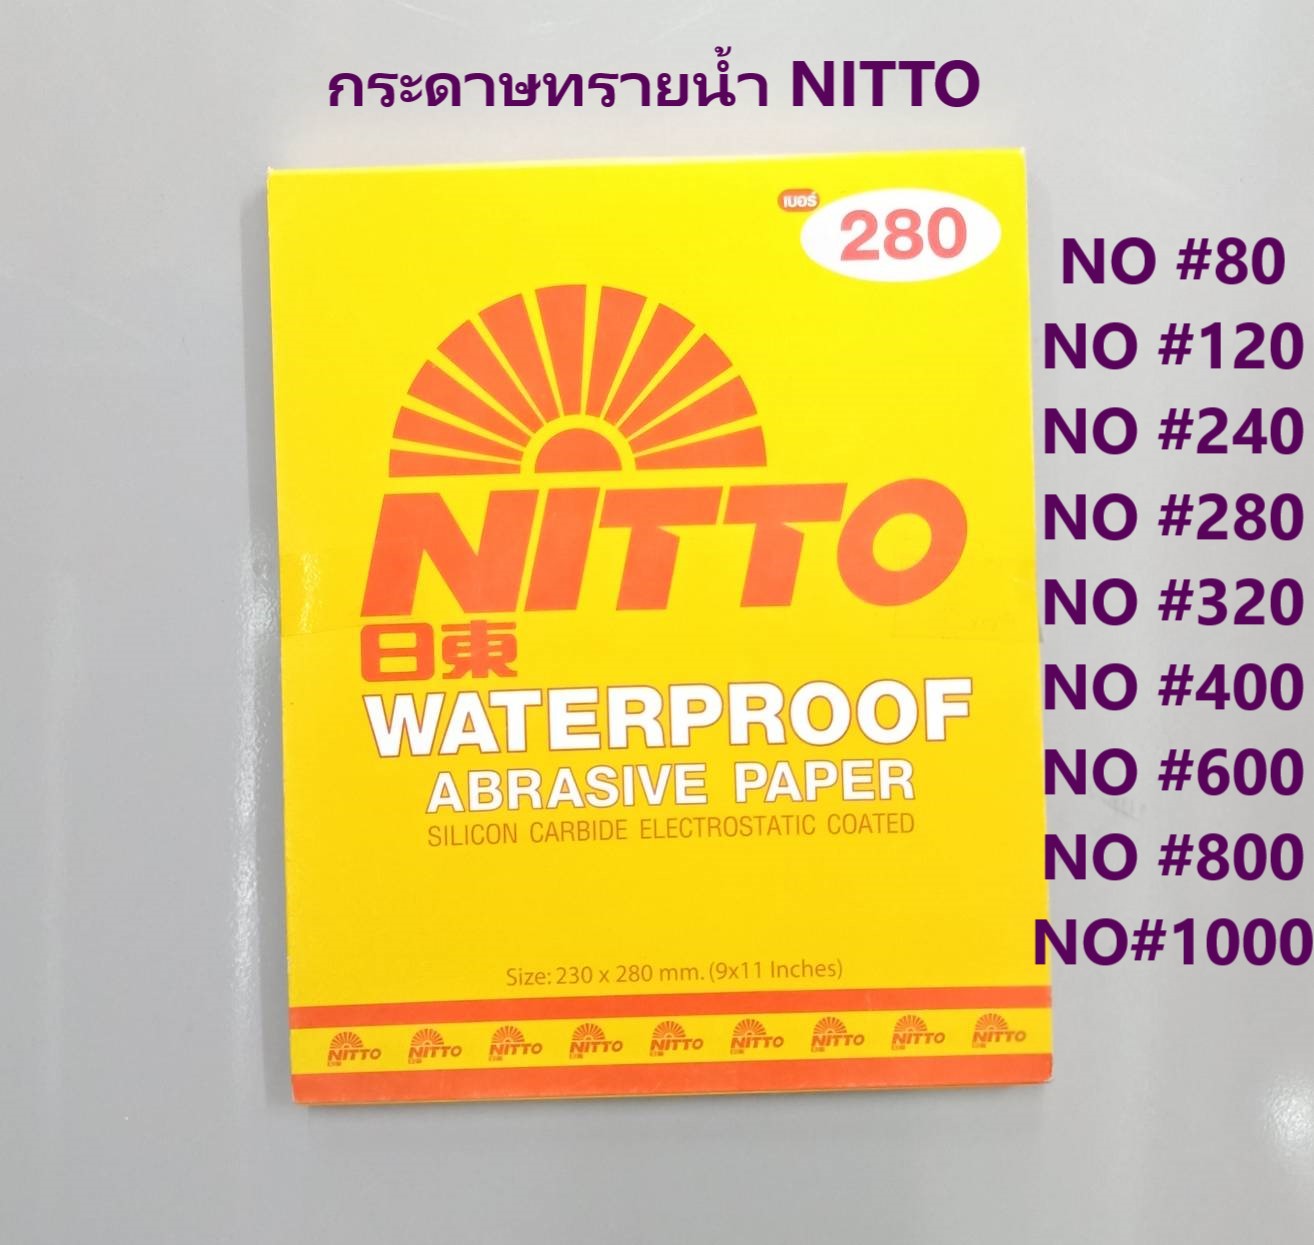 กระดาษทรายน้ำ NITTO
เบอร์
280
NITTO
日東
WATERPROOF
ABRASIVE PAPER
SILICON CARBIDE ELECTROSTATIC COATED
Size: 230 x 280 mm. (9x11 Inches)
NITTO NITTO NITTO NITTO NITTO NITTO NITTO NITTO NITTO
NO #80
NO #120
NO #240
NO #280
NO #320
NO #400
NO #600
NO #800
NO#1000